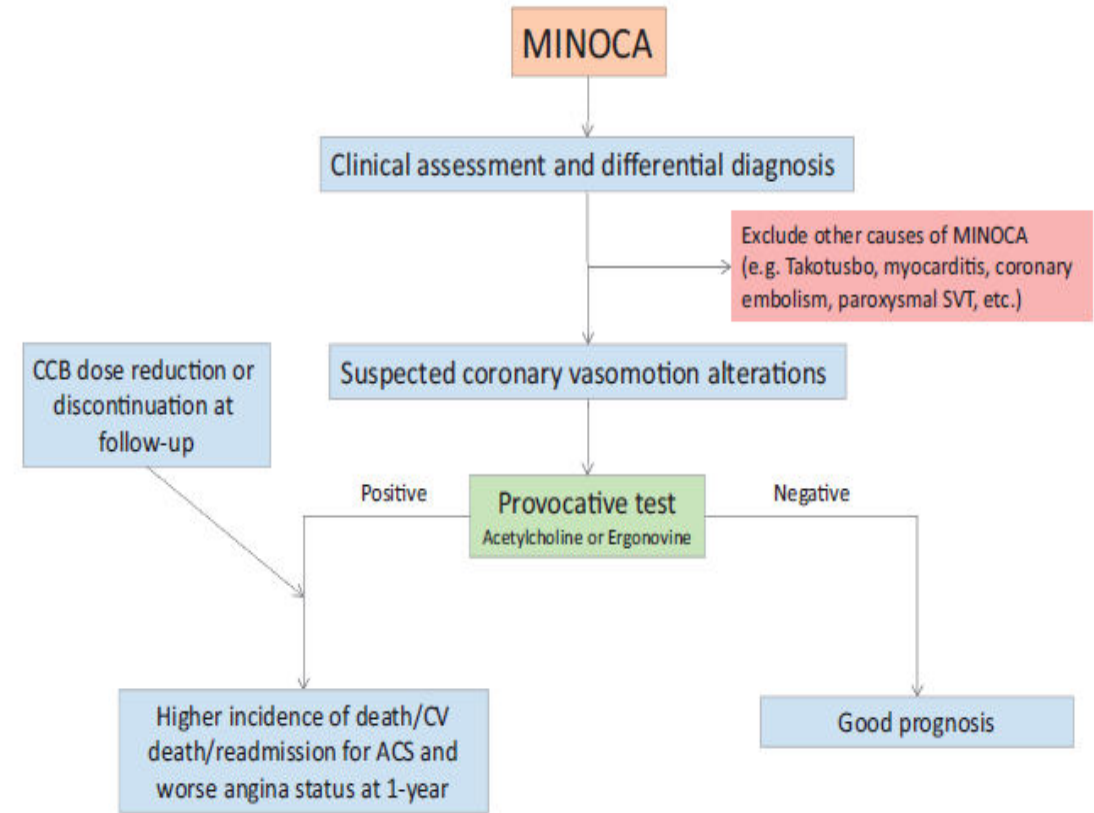 MINOCA
Clinical assessment and differential diagnosis
Exclude other causes of MINOCA
(e.g. Takotusbo, myocarditis, coronary
embolism, paroxysmal SVT, etc.)
CCB dose reduction or
discontinuation at
follow-up
Suspected coronary vasomotion alterations
Positive
Provocative test
Acetylcholine or Ergonovine
Negative
Higher incidence of death/CV
death/readmission for ACS and
worse angina status at 1-year
Good prognosis